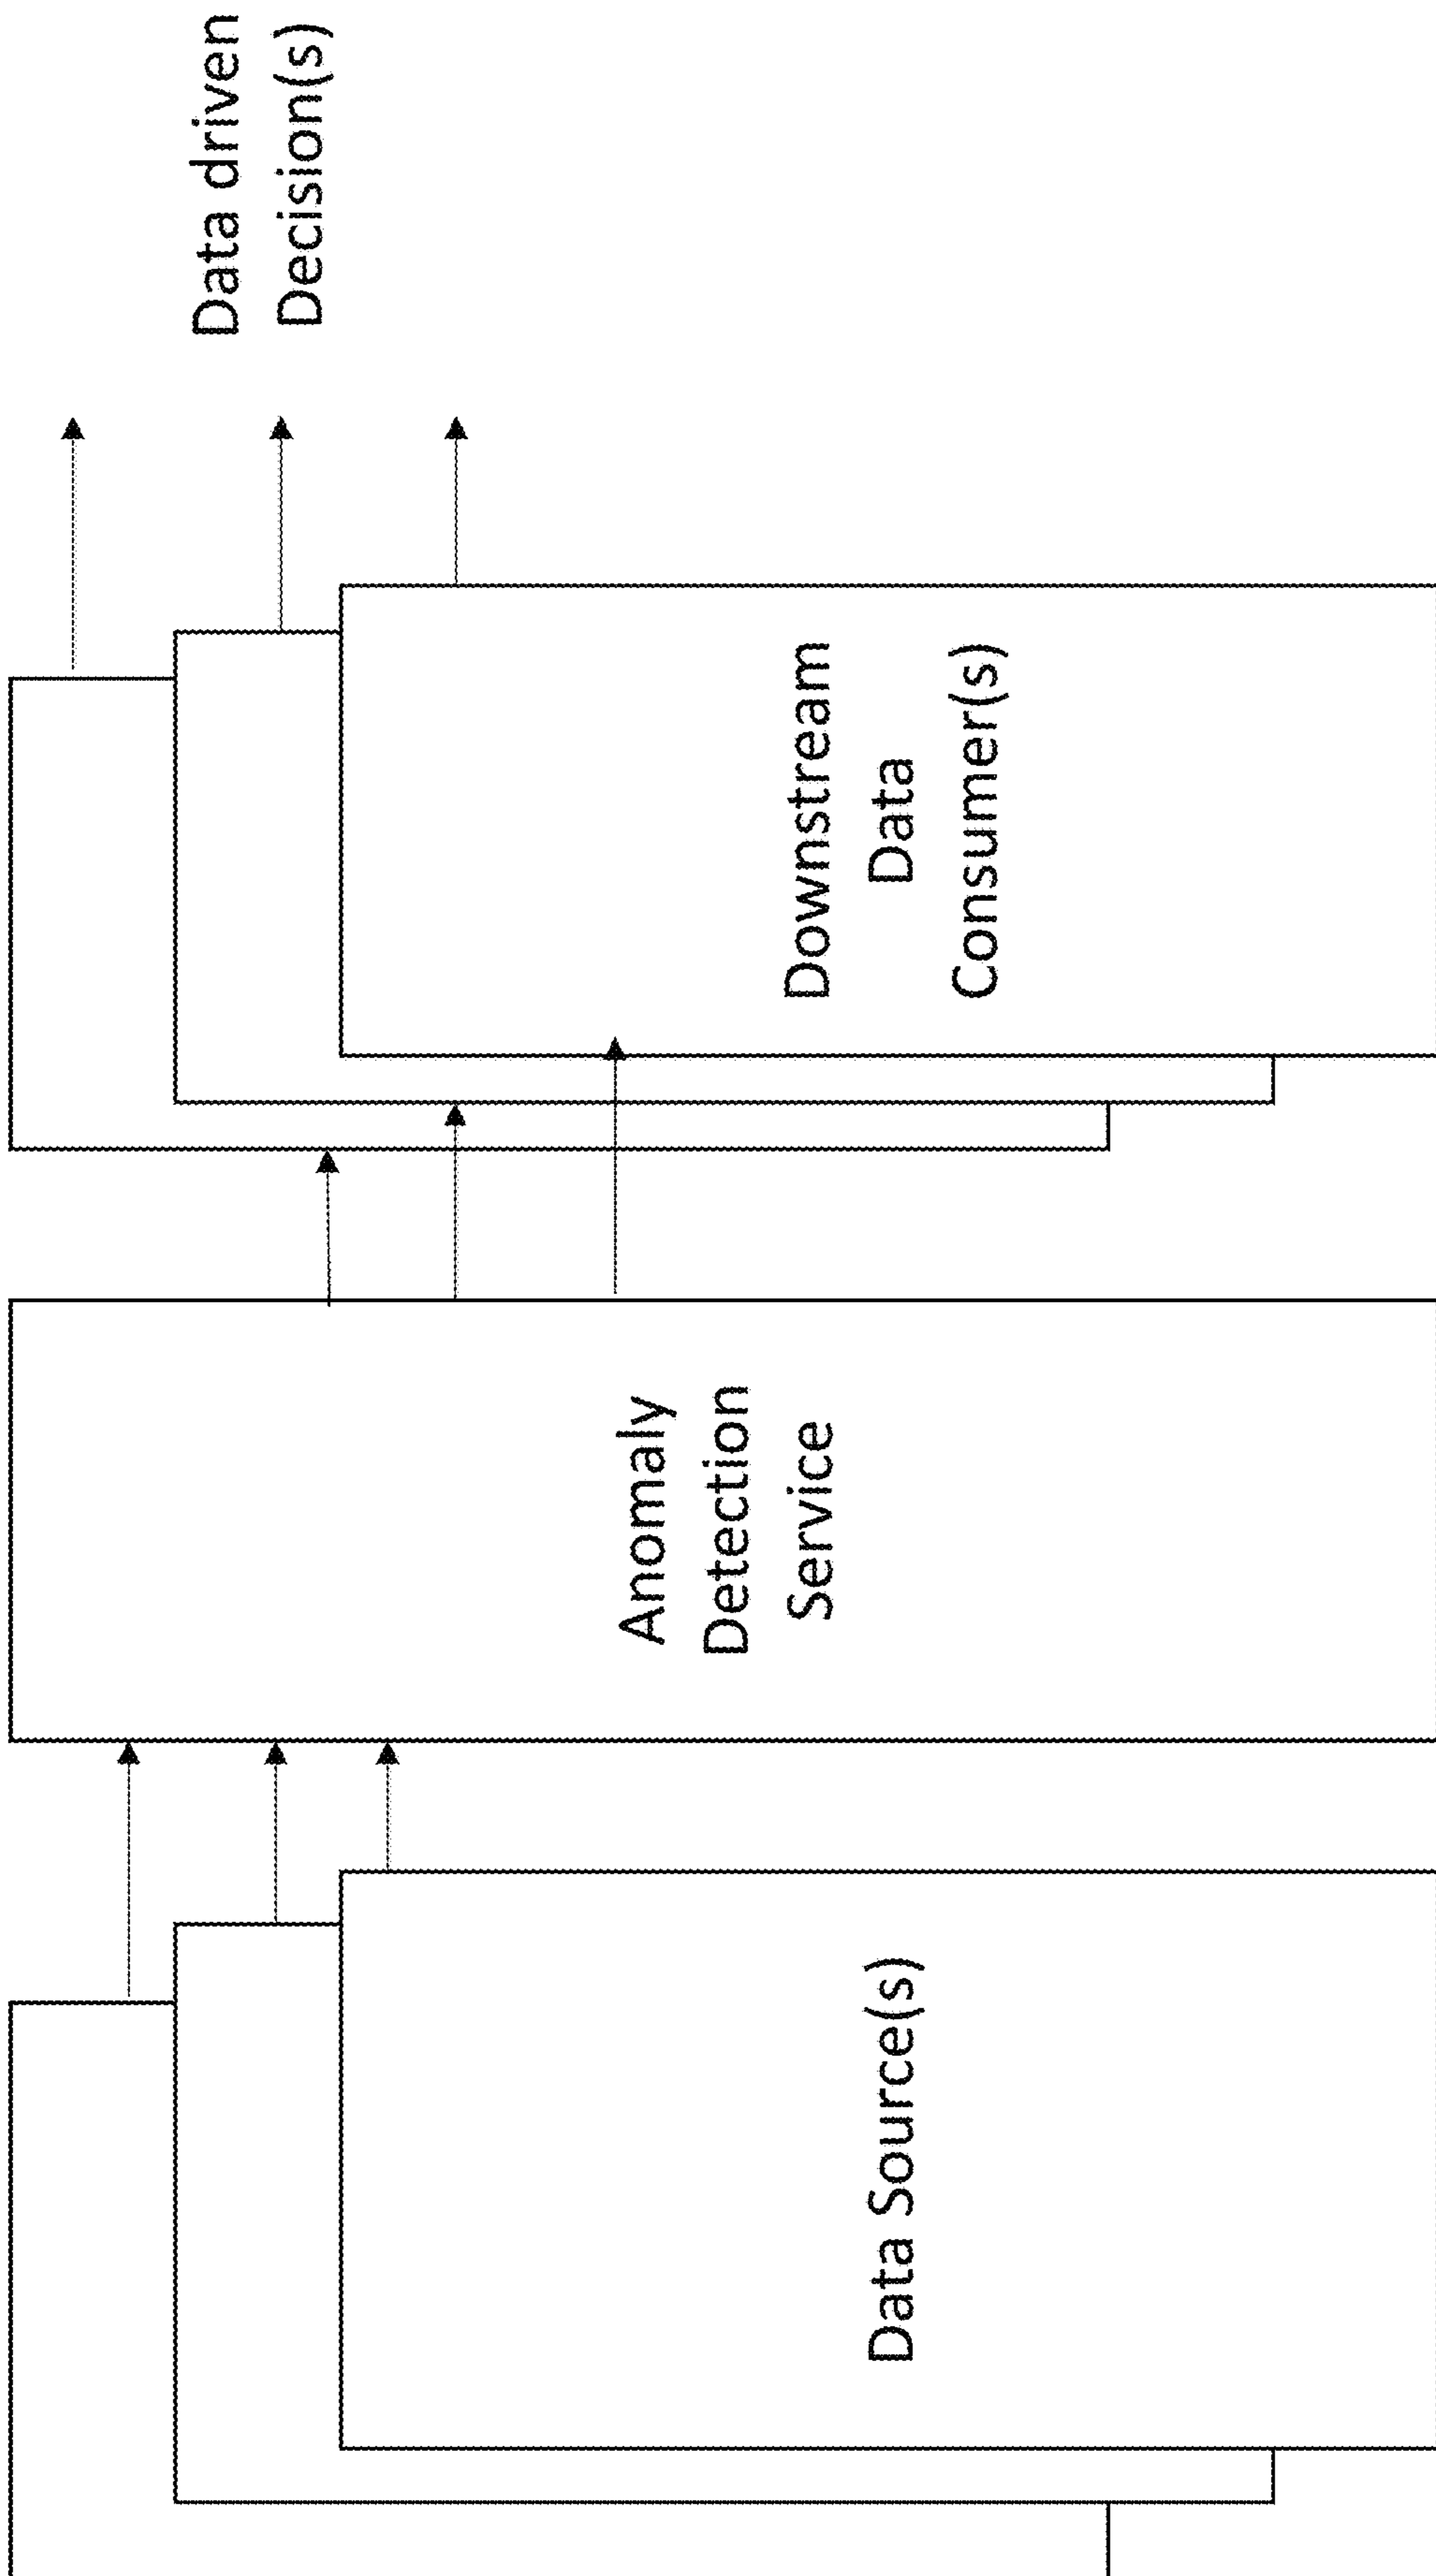 Data Source(s)
Anomaly
Detection
Service
Downstream
Data
Consumer(s)
Data driven
Decision(s)